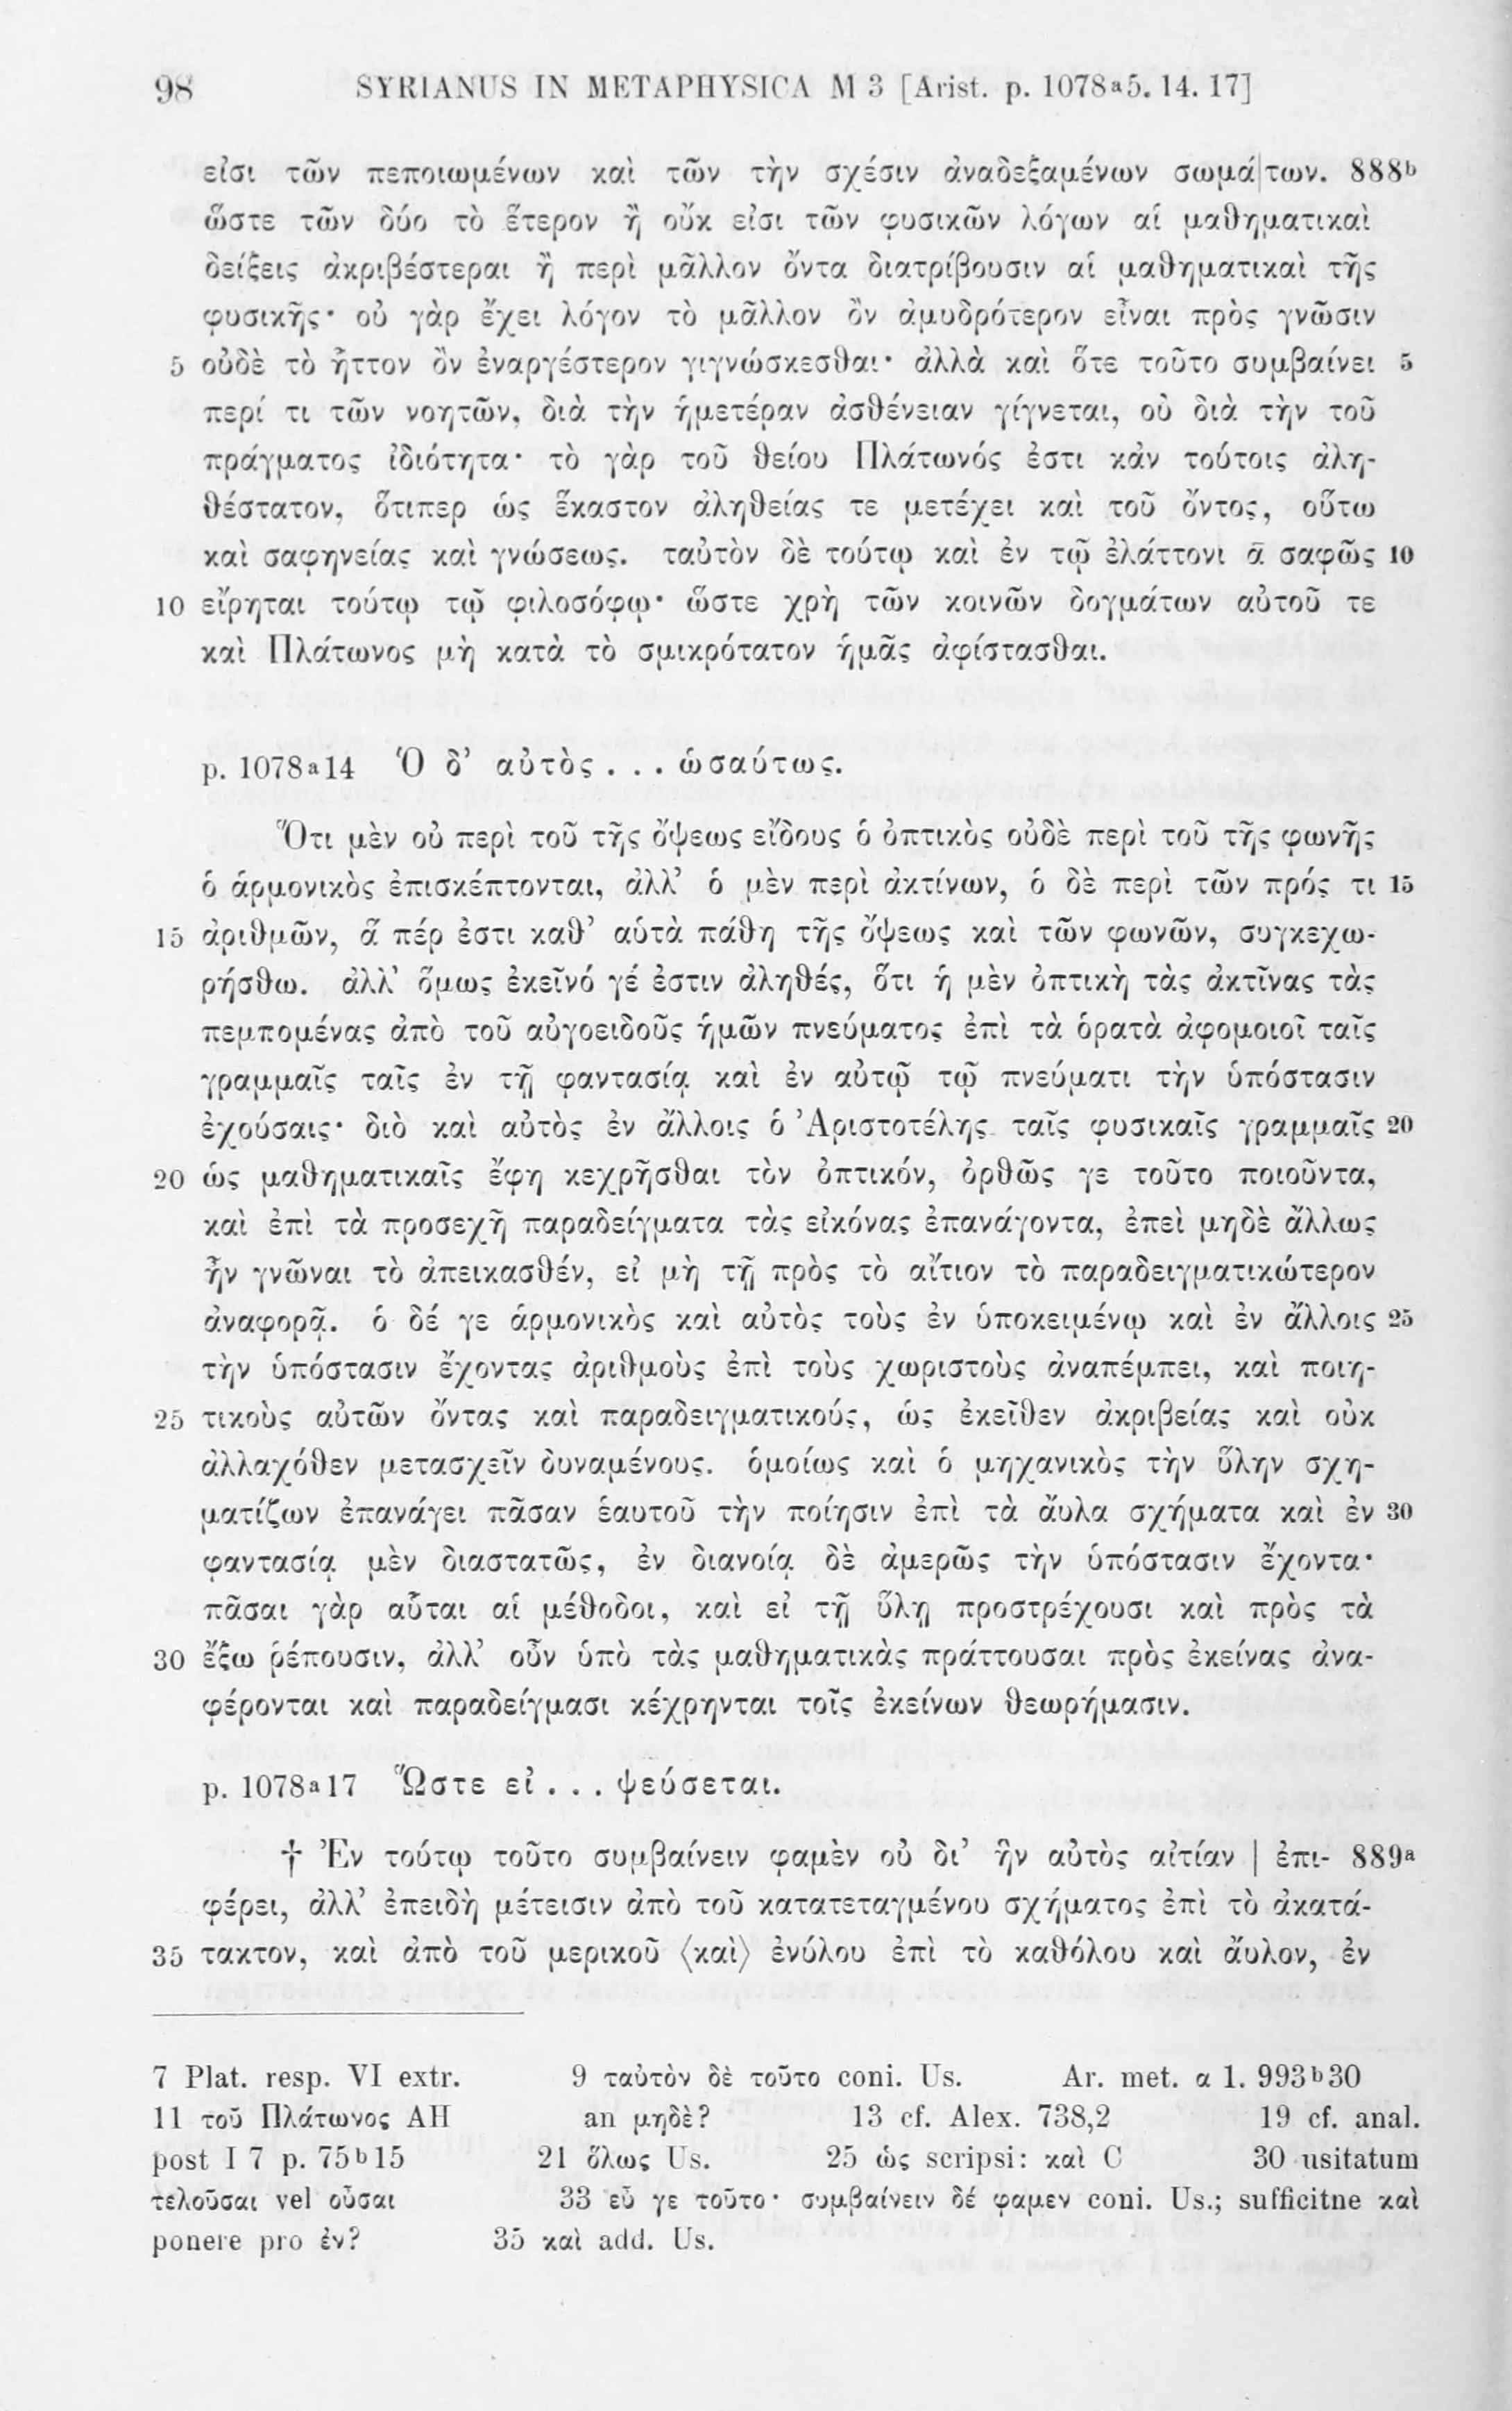 98 SYRIANUS IN METAPHYSICA M 3 [Arist. p. 1078ᵃ5. 14. 17]
εἰσι τῶν πεποιωμένων καὶ τῶν τὴν σχέσιν ἀναδεξαμένων σωμά|των. 888ᵇ
ὥστε τῶν δύο τὸ ἕτερον ἢ οὔκ εἰσι τῶν φυσικῶν λόγων αἱ μαθηματικαὶ
δείξεις ἀκριβέστεραι ἢ περὶ μᾶλλον ὄντα διατρίβουσιν αἱ μαθηματικαὶ τῆς
φυσικῆς· οὐ γὰρ ἔχει λόγον τὸ μᾶλλον ὂν ἀμυδρότερον εἶναι πρὸς γνῶσιν
5 οὐδὲ τὸ ἧττον ὂν ἐναργέστερον γιγνώσκεσθαι· ἀλλὰ καὶ ὅτε τοῦτο συμβαίνει 5
περί τι τῶν νοητῶν, διὰ τὴν ἡμετέραν ἀσθένειαν γίγνεται, οὐ διὰ τὴν τοῦ
πράγματος ἰδιότητα· τὸ γὰρ τοῦ θείου Πλάτωνός ἐστι κἀν τούτοις ἀλη-
θέστατον, ὅτιπερ ὡς ἕκαστον ἀληθείας τε μετέχει καὶ τοῦ ὄντος, οὕτω
καὶ σαφηνείας καὶ γνώσεως. ταὐτὸν δὲ τούτῳ καὶ ἐν τῷ ἐλάττονι ᾱ σαφῶς 10
10 εἴρηται τούτῳ τῷ φιλοσόφῳ· ὥστε χρὴ τῶν κοινῶν δογμάτων αὐτοῦ τε
καὶ Πλάτωνος μὴ κατὰ τὸ σμικρότατον ἡμᾶς ἀφίστασθαι.
p. 1078ᵃ14 Ὁ δ’ αὐτὸς . . . ὡσαύτως.
Ὅτι μὲν οὐ περὶ τοῦ τῆς ὄψεως εἴδους ὁ ὀπτικὸς οὐδὲ περὶ τοῦ τῆς φωνῆς
ὁ ἁρμονικὸς ἐπισκέπτονται, ἀλλ’ ὁ μὲν περὶ ἀκτίνων, ὁ δὲ περὶ τῶν πρός τι 15
15 ἀριθμῶν, ἅ πέρ ἐστι καθ’ αὑτὰ πάθη τῆς ὄψεως καὶ τῶν φωνῶν, συγκεχω-
ρήσθω. ἀλλ’ ὅμως ἐκεῖνό γέ ἐστιν ἀληθές, ὅτι ἡ μὲν ὀπτικὴ τὰς ἀκτῖνας τὰς
πεμπομένας ἀπὸ τοῦ αὐγοειδοῦς ἡμῶν πνεύματος ἐπὶ τὰ ὁρατὰ ἀφομοιοῖ ταῖς
γραμμαῖς ταῖς ἐν τῇ φαντασίᾳ καὶ ἐν αὐτῷ τῷ πνεύματι τὴν ὑπόστασιν
ἐχούσαις· διὸ καὶ αὐτὸς ἐν ἄλλοις ὁ Ἀριστοτέλης ταῖς φυσικαῖς γραμμαῖς 20
20 ὡς μαθηματικαῖς ἔφη κεχρῆσθαι τὸν ὀπτικόν, ὀρθῶς γε τοῦτο ποιοῦντα,
καὶ ἐπὶ τὰ προσεχῆ παραδείγματα τὰς εἰκόνας ἐπανάγοντα, ἐπεὶ μηδὲ ἄλλως
ἦν γνῶναι τὸ ἀπεικασθέν, εἰ μὴ τῇ πρὸς τὸ αἴτιον τὸ παραδειγματικώτερον
ἀναφορᾷ. ὁ δέ γε ἁρμονικὸς καὶ αὐτὸς τοὺς ἐν ὑποκειμένῳ καὶ ἐν ἄλλοις 25
τὴν ὑπόστασιν ἔχοντας ἀριθμοὺς ἐπὶ τοὺς χωριστοὺς ἀναπέμπει, καὶ ποιη-
25 τικοὺς αὐτῶν ὄντας καὶ παραδειγματικούς, ὡς ἐκεῖθεν ἀκριβείας καὶ οὐκ
ἀλλαχόθεν μετασχεῖν δυναμένους. ὁμοίως καὶ ὁ μηχανικὸς τὴν ὕλην σχη-
ματίζων ἐπανάγει πᾶσαν ἑαυτοῦ τὴν ποίησιν ἐπὶ τὰ ἄυλα σχήματα καὶ ἐν 30
φαντασίᾳ μὲν διαστατῶς, ἐν διανοίᾳ δὲ ἀμερῶς τὴν ὑπόστασιν ἔχοντα·
πᾶσαι γὰρ αὗται αἱ μέθοδοι, καὶ εἰ τῇ ὕλῃ προστρέχουσι καὶ πρὸς τὰ
30 ἔξω ῥέπουσιν, ἀλλ’ οὖν ὑπὸ τὰς μαθηματικὰς πράττουσαι πρὸς ἐκείνας ἀνα-
φέρονται καὶ παραδείγμασι κέχρηνται τοῖς ἐκείνων θεωρήμασιν.
p. 1078ᵃ17 Ὥστε εἰ . . . ψεύσεται.
† Ἐν τούτῳ τοῦτο συμβαίνειν φαμὲν οὐ δι’ ἣν αὐτὸς αἰτίαν | ἐπι- 889ᵃ
φέρει, ἀλλ’ ἐπειδὴ μέτεισιν ἀπὸ τοῦ κατατεταγμένου σχήματος ἐπὶ τὸ ἀκατά-
35 τακτον, καὶ ἀπὸ τοῦ μερικοῦ ⟨καὶ⟩ ἐνύλου ἐπὶ τὸ καθόλου καὶ ἄυλον, ἐν
7 Plat. resp. VI extr. 9 ταὐτὸν δὲ τοῦτο coni. Us. Ar. met. α 1. 993ᵇ30
11 τοῦ Πλάτωνος AH an μηδὲ? 13 cf. Alex. 738,2 19 cf. anal.
post I 7 p. 75ᵇ15 21 ὅλως Us. 25 ὡς scripsi: καὶ C 30 usitatum
τελοῦσαι vel οὖσαι 33 εὖ γε τοῦτο· συμβαίνειν δέ φαμεν coni. Us.; sufficitne καὶ
ponere pro ἐν? 35 καὶ add. Us.